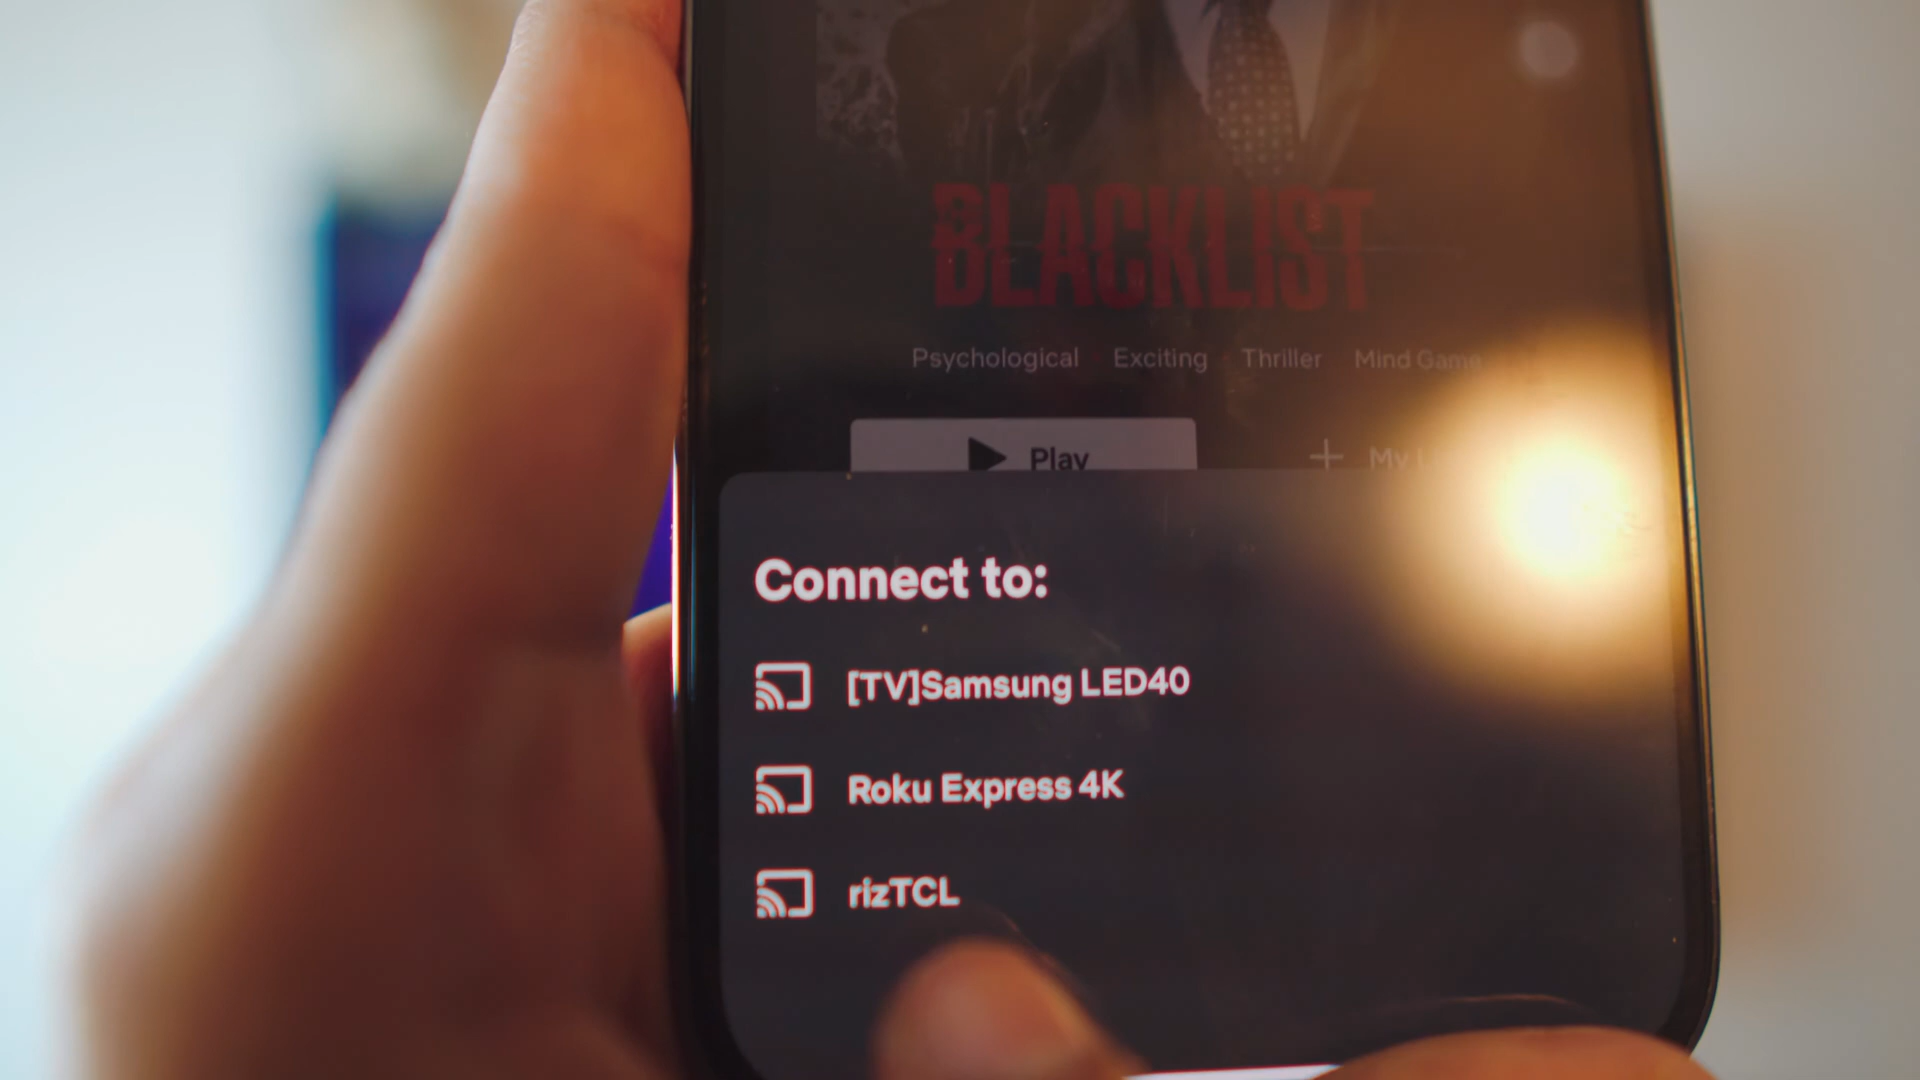 BLACKLIST
Psychological Exciting Thriller Mind Game
Play
+ My
Connect to:
[TV]Samsung LED40
Roku Express 4K
rizTCL